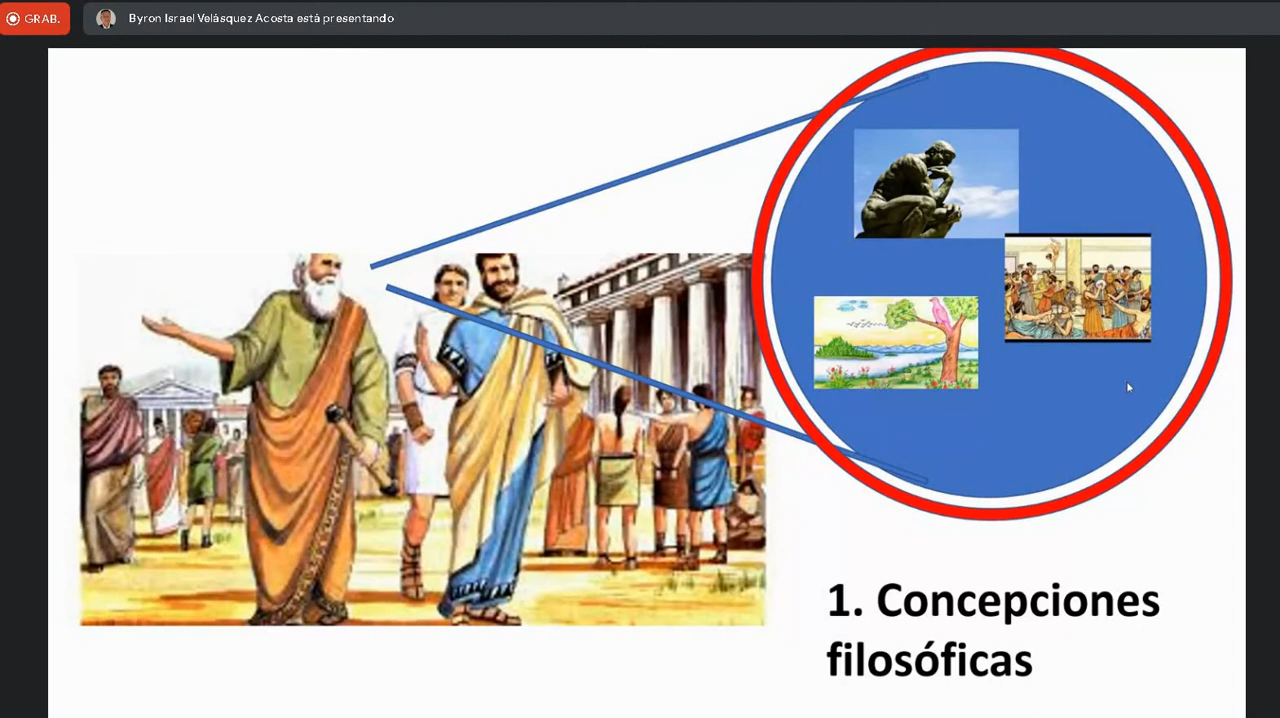 GRAB.
Byron Israel Velásquez Acosta está presentando
1. Concepciones
filosóficas